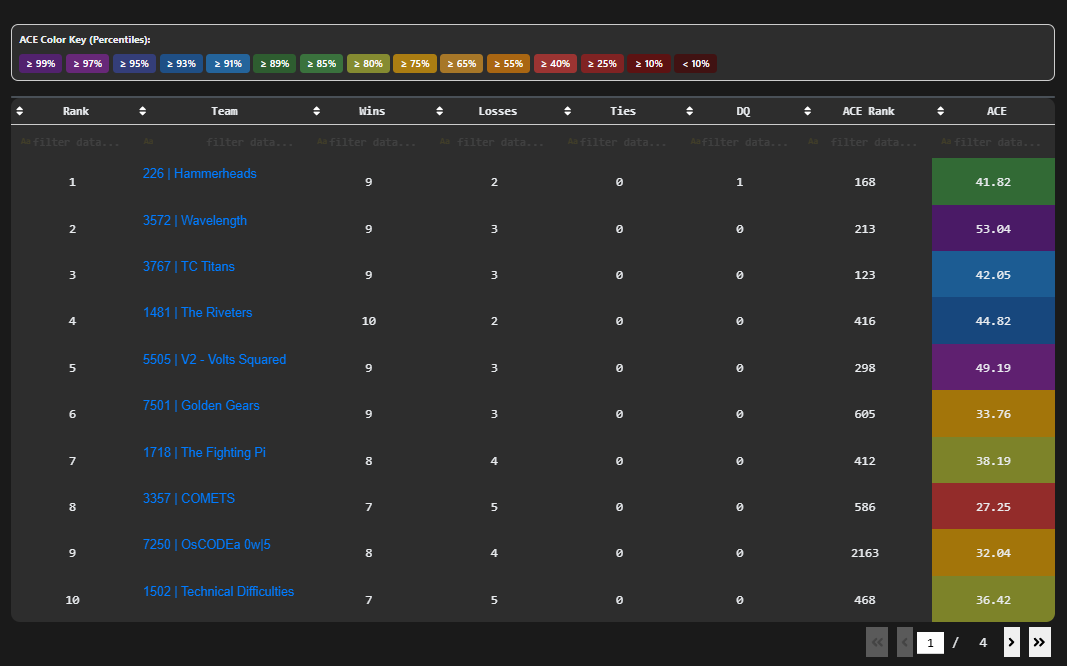 ACE Color Key (Percentiles):
≥ 99% ≥ 97% ≥ 95% ≥ 93% ≥ 91% ≥ 89% ≥ 85% ≥ 80% ≥ 75% ≥ 65% ≥ 55% ≥ 40% ≥ 25% ≥ 10% < 10%
Rank Team Wins Losses Ties DQ ACE Rank ACE
Aa filter data... Aa filter data... Aa filter data... Aa filter data... Aa filter data... Aa filter data... Aa filter data... Aa filter data...
1 226 | Hammerheads 9 2 0 1 168 41.82
2 3572 | Wavelength 9 3 0 0 213 53.04
3 3767 | TC Titans 9 3 0 0 123 42.05
4 1481 | The Riveters 10 2 0 0 416 44.82
5 5505 | V2 - Volts Squared 9 3 0 0 298 49.19
6 7501 | Golden Gears 9 3 0 0 605 33.76
7 1718 | The Fighting PI 8 4 0 0 412 38.19
8 3357 | COMETS 7 5 0 0 586 27.25
9 7250 | OsCODEa 0w|5 8 4 0 0 2163 32.04
10 1502 | Technical Difficulties 7 5 0 0 468 36.42
1 / 4